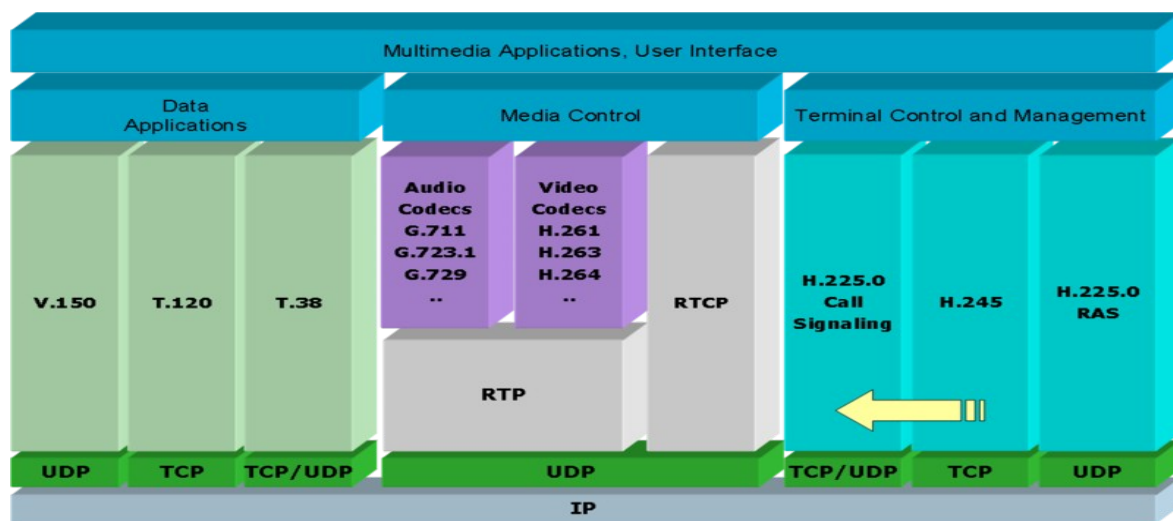 Multimedia Applications, User Interface
Data
Applications
Media Control
Terminal Control and Management
V.150
T.120
T.38
Audio
Codecs
G.711
G.723.1
G.729
..
Video
Codecs
H.261
H.263
H.264
..
RTP
RTCP
H.225.0
Call
Signaling
H.245
H.225.0
RAS
UDP
TCP
TCP/UDP
UDP
TCP/UDP
TCP
UDP
IP